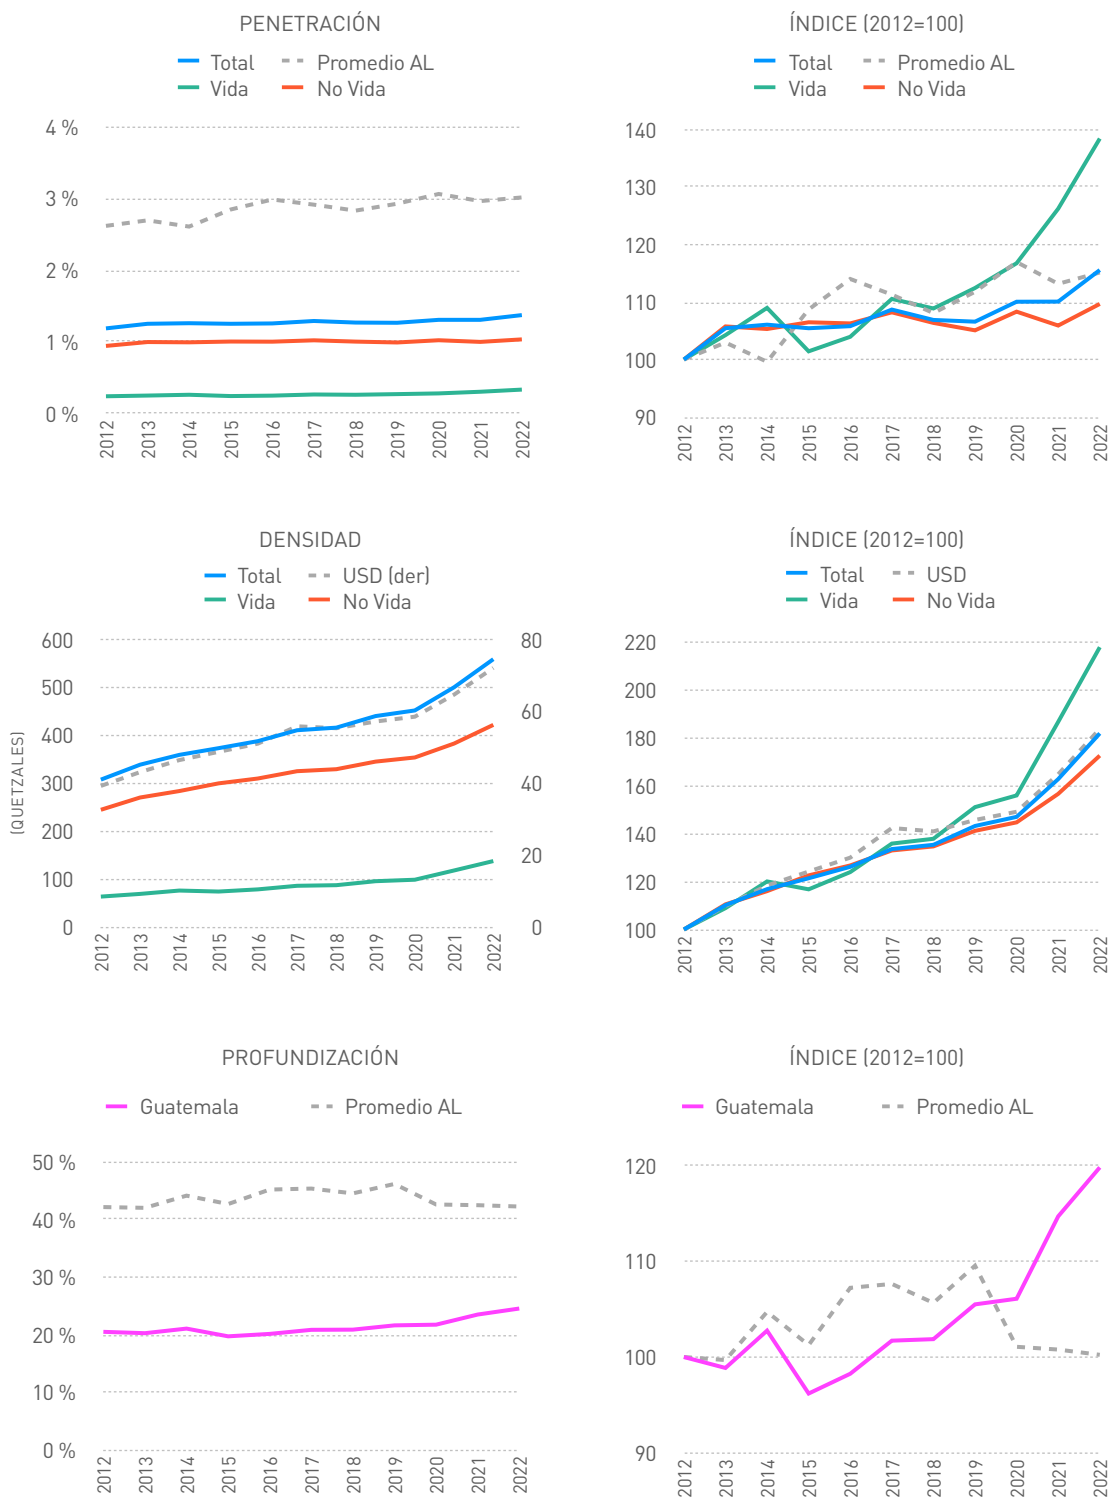 PENETRACIÓN
Total Promedio AL
Vida No Vida
4 %
3 %
2 %
1 %
0 %
2012 2013 2014 2015 2016 2017 2018 2019 2020 2021 2022
ÍNDICE (2012=100)
Total Promedio AL
Vida No Vida
140
130
120
110
100
90
2012 2013 2014 2015 2016 2017 2018 2019 2020 2021 2022
DENSIDAD
Total USD (der)
Vida No Vida
(QUETZALES)
600 80
500
400 60
300 40
200
100 20
0 0
2012 2013 2014 2015 2016 2017 2018 2019 2020 2021 2022
ÍNDICE (2012=100)
Total USD
Vida No Vida
220
200
180
160
140
120
100
2012 2013 2014 2015 2016 2017 2018 2019 2020 2021 2022
PROFUNDIZACIÓN
Guatemala Promedio AL
50 %
40 %
30 %
20 %
10 %
0 %
2012 2013 2014 2015 2016 2017 2018 2019 2020 2021 2022
ÍNDICE (2012=100)
Guatemala Promedio AL
120
110
100
90
2012 2013 2014 2015 2016 2017 2018 2019 2020 2021 2022